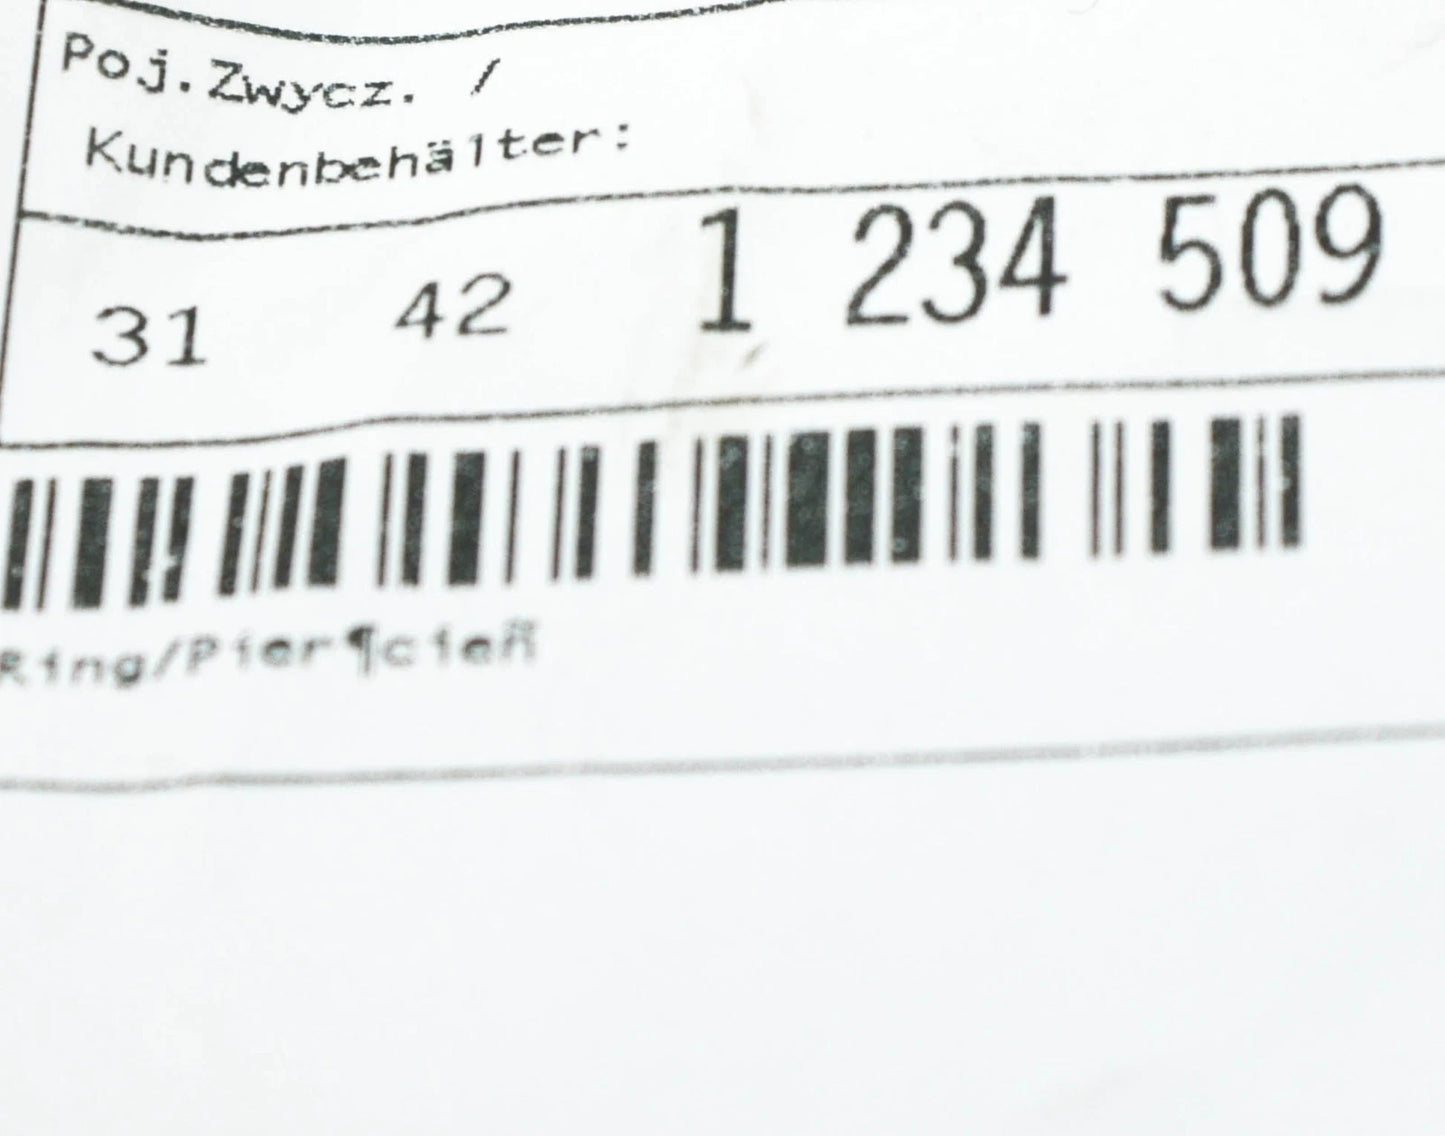 Poj.Zwycz. /
Kundenbehälter:
31 42 1 234 509
Ring/Pier¶cieñ